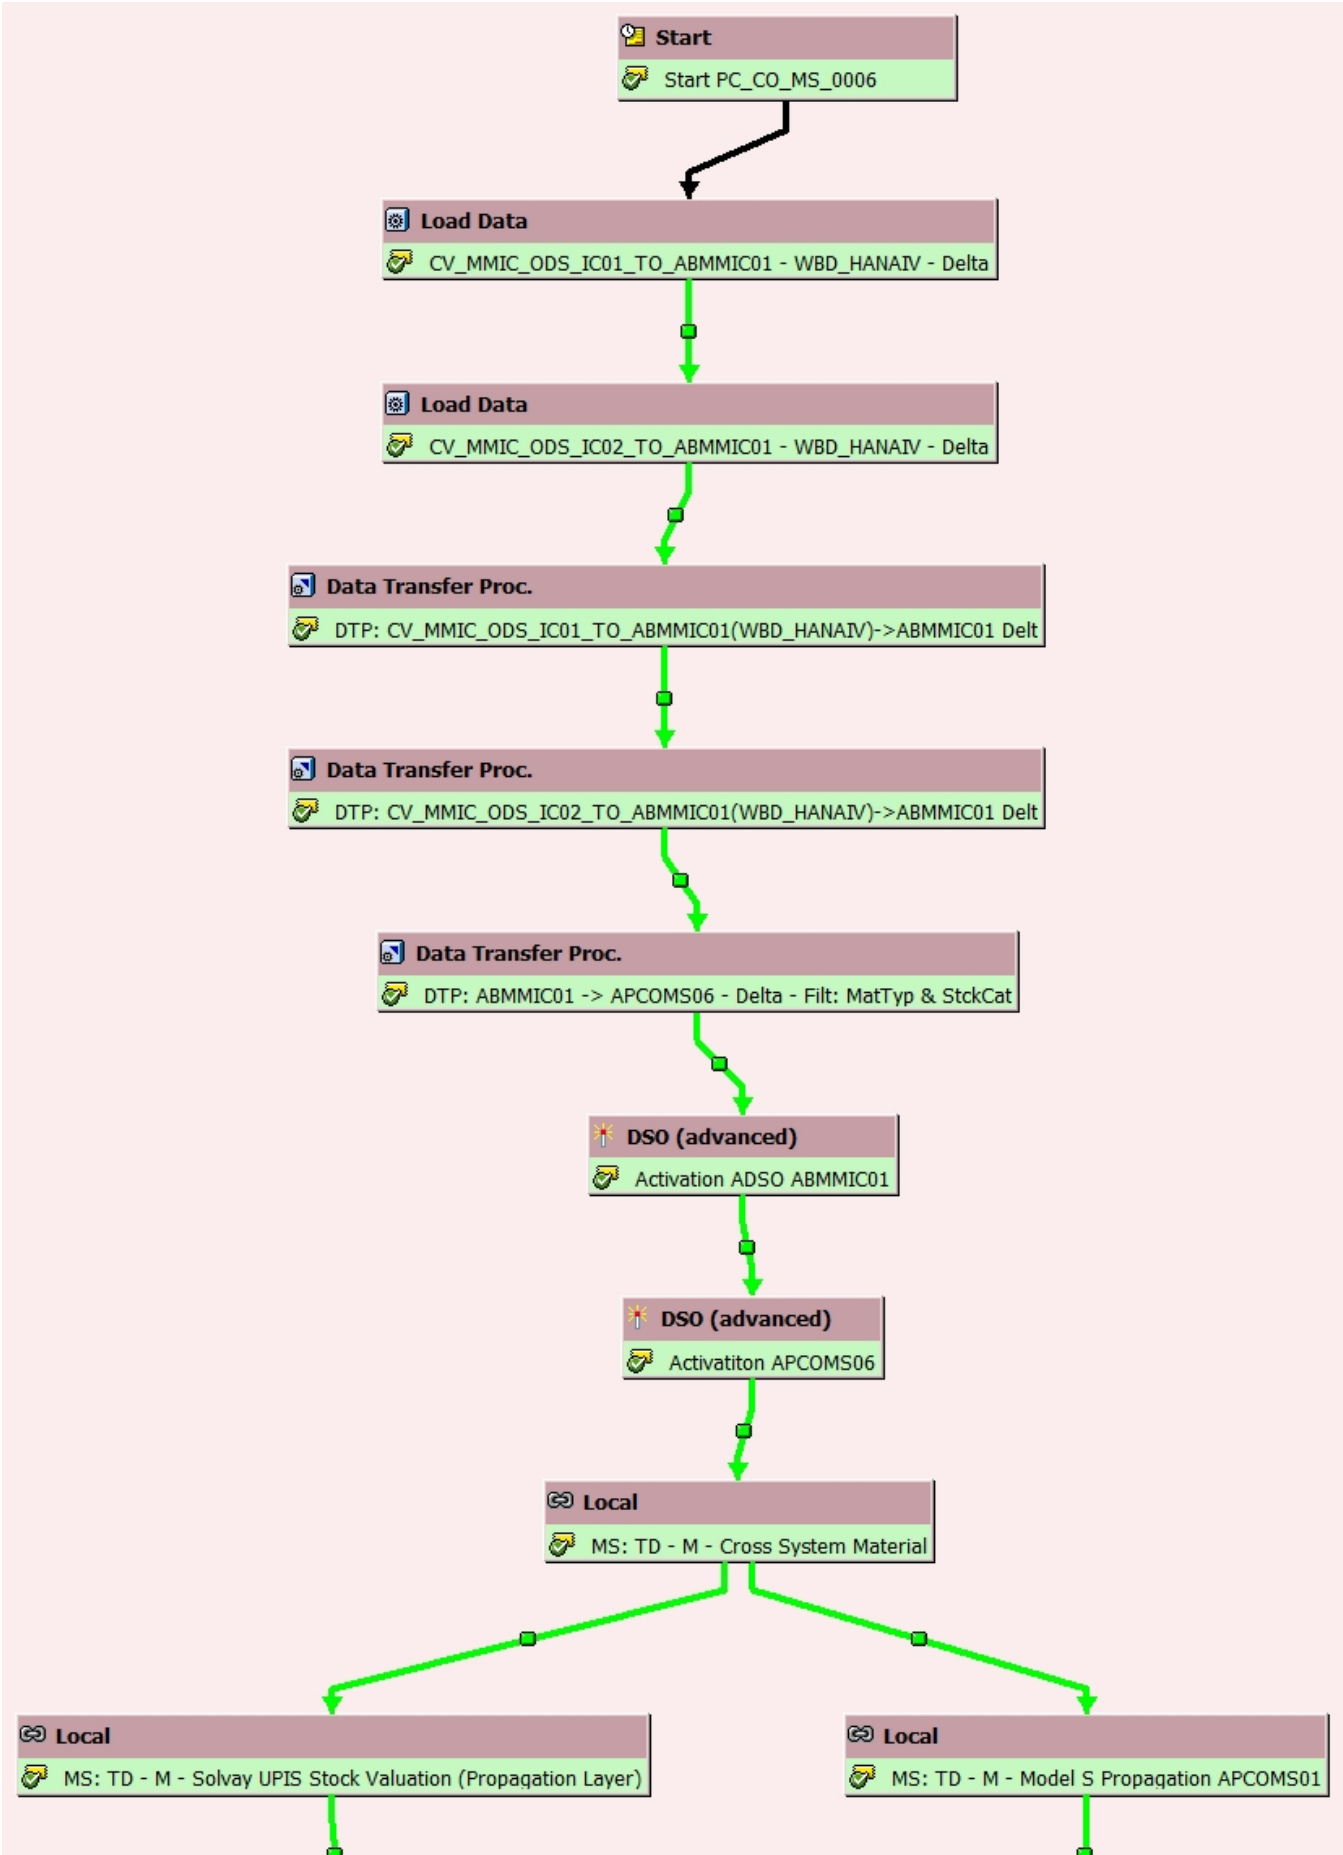 Start
Start PC_CO_MS_0006
Load Data
CV_MMIC_ODS_IC01_TO_ABMMIC01 - WBD_HANAIV - Delta
Load Data
CV_MMIC_ODS_IC02_TO_ABMMIC01 - WBD_HANAIV - Delta
Data Transfer Proc.
DTP: CV_MMIC_ODS_IC01_TO_ABMMIC01(WBD_HANAIV)->ABMMIC01 Delt
Data Transfer Proc.
DTP: CV_MMIC_ODS_IC02_TO_ABMMIC01(WBD_HANAIV)->ABMMIC01 Delt
Data Transfer Proc.
DTP: ABMMIC01 -> APCOMS06 - Delta - Filt: MatTyp & StckCat
DSO (advanced)
Activation ADSO ABMMIC01
DSO (advanced)
Activatiton APCOMS06
Local
MS: TD - M - Cross System Material
Local
MS: TD - M - Solvay UPIS Stock Valuation (Propagation Layer)
Local
MS: TD - M - Model S Propagation APCOMS01